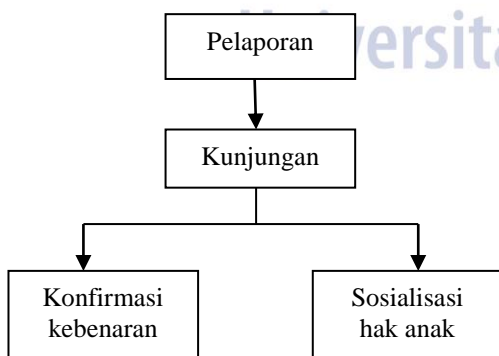 Pelaporan
Kunjungan
Konfirmasi
kebenaran
Sosialisasi
hak anak